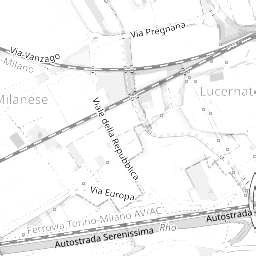 Via Pregnana
Via Vanzago
-Milano
Lucernat
Milanese
Viale della Repubblica
Via Europa
Autostrada
Ferrovia Torino-Milano AV/AC
Rho
Autostrada Serenissima